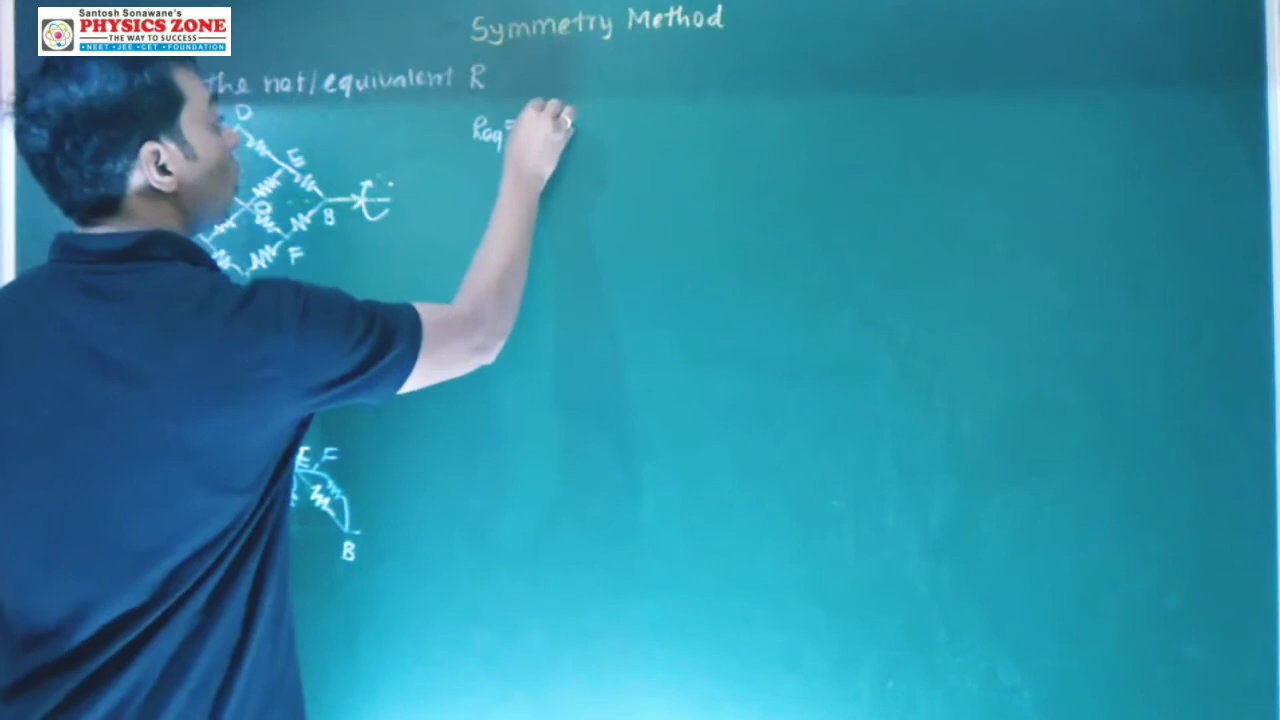 Santosh Sonawane's
PHYSICS ZONE
THE WAY TO SUCCESS
• NEET • JEE • CET • FOUNDATION
Symmetry Method
the net/equivalent R
Req =
D
E
O
B
F
E F
B